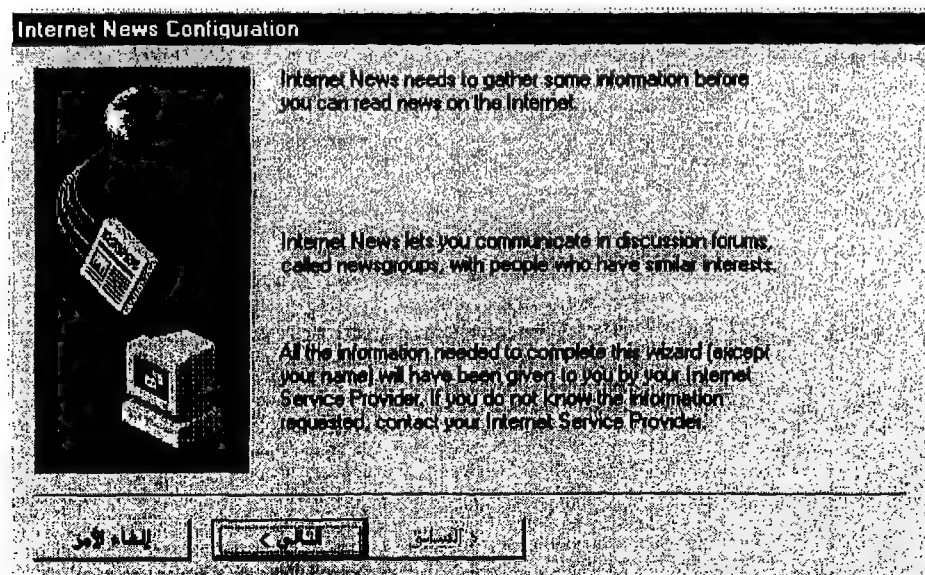 Internet News Configuration
Internet News needs to gather some information before
you can read news on the Internet.
Internet News lets you communicate in discussion forums,
called newsgroups, with people who have similar interests.
All the information needed to complete this wizard (except
your name) will have been given to you by your Internet
Service Provider. If you do not know the information
requested, contact your Internet Service Provider.
إلغاء الأمر
التالي >
< السابق